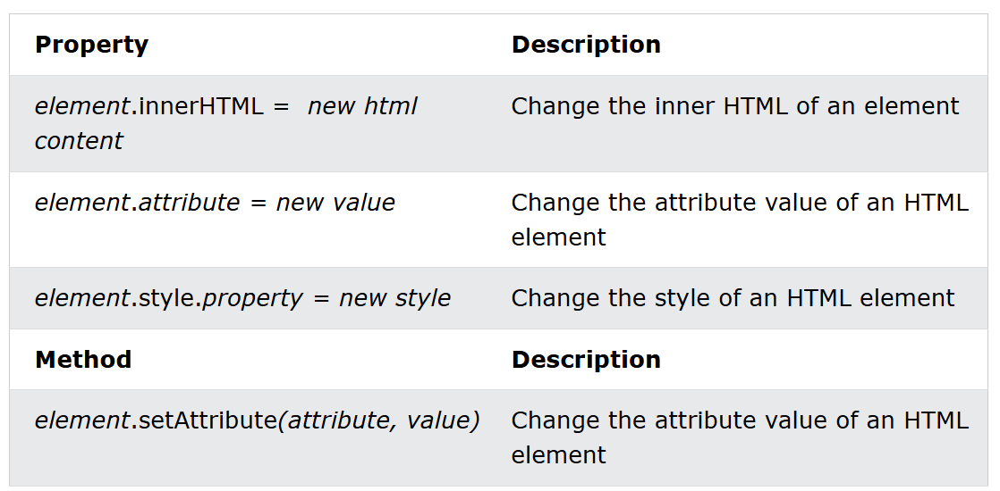 Property Description
element.innerHTML =  new html Change the inner HTML of an element
content
element.attribute = new value Change the attribute value of an HTML
element
element.style.property = new style Change the style of an HTML element
Method Description
element.setAttribute(attribute, value) Change the attribute value of an HTML
element